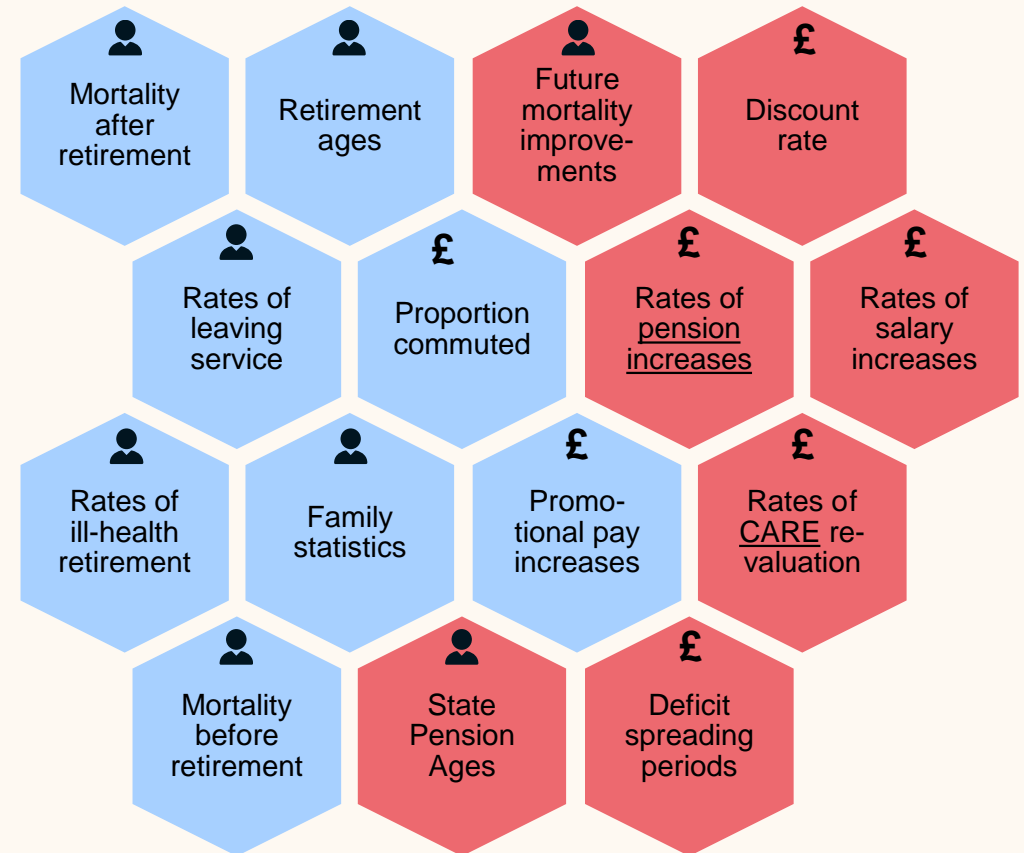 Mortality
after
retirement
Retirement
ages
Future
mortality
improve-
ments
£
Discount
rate
Rates of
leaving
service
£
Proportion
commuted
£
Rates of
pension
increases
£
Rates of
salary
increases
Rates of
ill-health
retirement
Family
statistics
£
Promo-
tional pay
increases
£
Rates of
CARE re-
valuation
Mortality
before
retirement
State
Pension
Ages
£
Deficit
spreading
periods